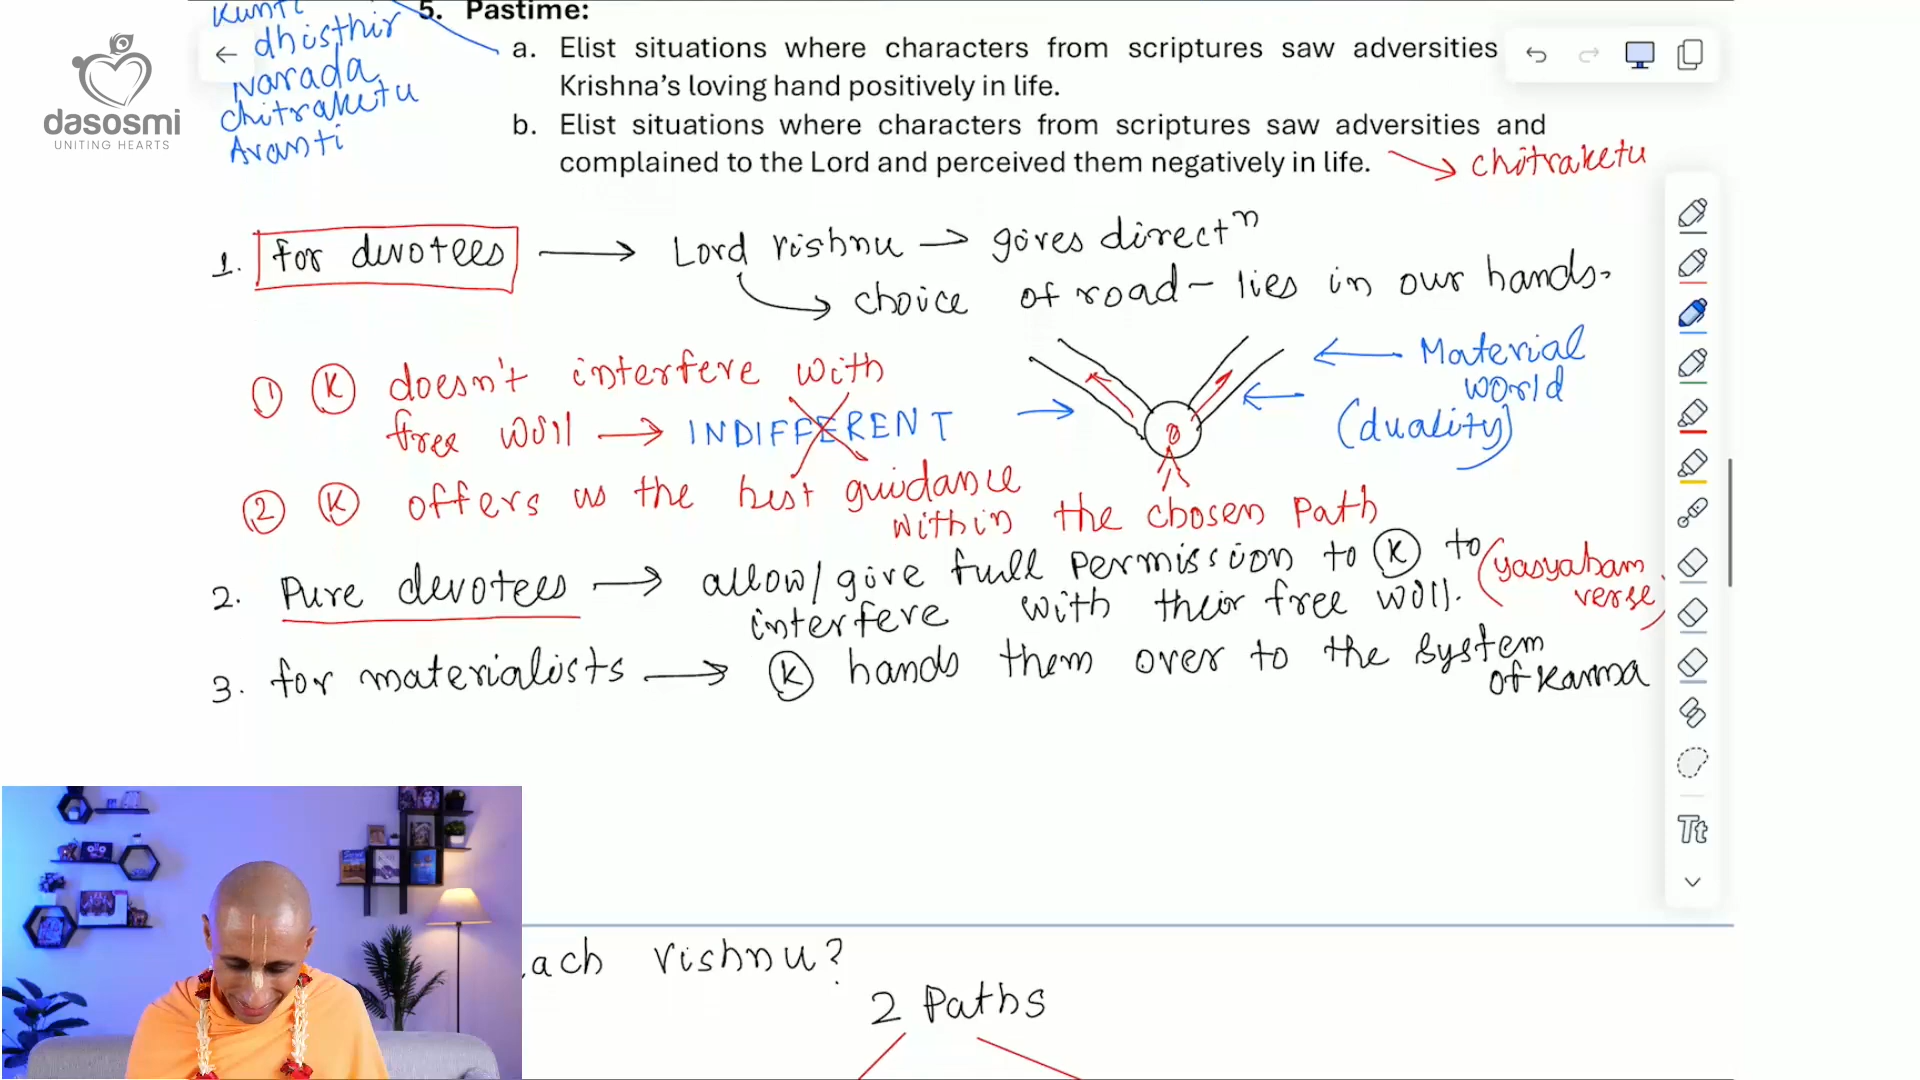 Kunti
5. Pastime:
dhisthir
a. Elist situations where characters from scriptures saw adversities
Narada
Krishna's loving hand positively in life.
chitraketu
Avanti
b. Elist situations where characters from scriptures saw adversities and
complained to the Lord and perceived them negatively in life. → chitraketu
dasosmi
UNITING HEARTS
1. for devotees → Lord vishnu → gives directn
→ choice of road - lies in our hands.
① Ⓚ doesn't interfere with
free will → INDIFFERENT
← Material
world
(duality)
② Ⓚ offers us the best guidance
within the chosen path
2. Pure devotees → allow/give full permission to Ⓚ to
interfere with their free will.
(yasyaham
verse)
3. for materialists → Ⓚ hands them over to the system
of karma
ach vishnu?
2 Paths
Tt